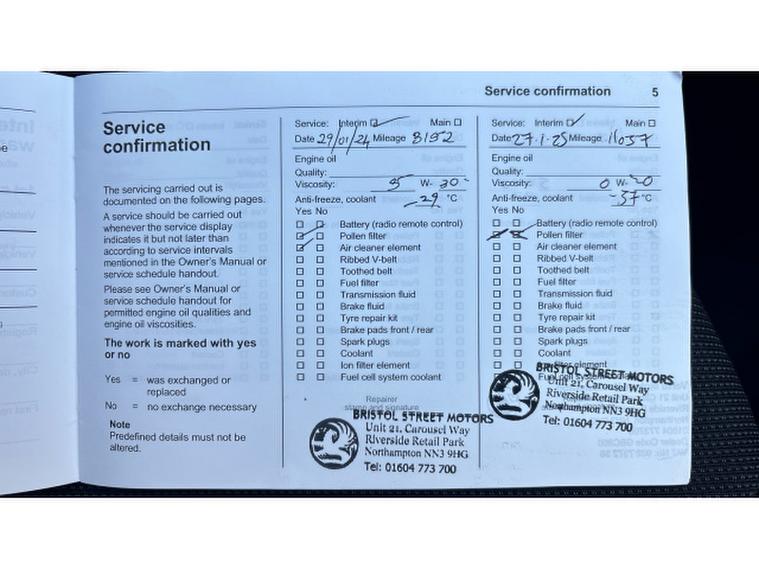 Service confirmation 5
Service
confirmation
The servicing carried out is
documented on the following pages.
A service should be carried out
whenever the service display
indicates it but not later than
according to service intervals
mentioned in the Owner's Manual or
service schedule handout.
Please see Owner's Manual or
service schedule handout for
permitted engine oil qualities and
engine oil viscosities.
The work is marked with yes
or no
Yes = was exchanged or
replaced
No = no exchange necessary
Note
Predefined details must not be
altered.
Service: Interim Main
Date 29/01/24 Mileage 8152
Engine oil
Quality:
Viscosity: 5 W- 30
Anti-freeze, coolant -29 °C
Yes No
Battery (radio remote control)
Pollen filter
Air cleaner element
Ribbed V-belt
Toothed belt
Fuel filter
Transmission fluid
Brake fluid
Tyre repair kit
Brake pads front / rear
Spark plugs
Coolant
Ion filter element
Fuel cell system coolant
Repairer
stamp and signature
BRISTOL STREET MOTORS
Unit 21, Carousel Way
Riverside Retail Park
Northampton NN3 9HG
Tel: 01604 773 700
Service: Interim Main
Date 27-1-25 Mileage 11057
Engine oil
Quality:
Viscosity: 0 W- 20
Anti-freeze, coolant -37 °C
Yes No
Battery (radio remote control)
Pollen filter
Air cleaner element
Ribbed V-belt
Toothed belt
Fuel filter
Transmission fluid
Brake fluid
Tyre repair kit
Brake pads front / rear
Spark plugs
Coolant
filter element
Fuel cell system
BRISTOL STREET MOTORS
Unit 21, Carousel Way
Riverside Retail Park
Northampton NN3 9HG
Tel: 01604 773 700